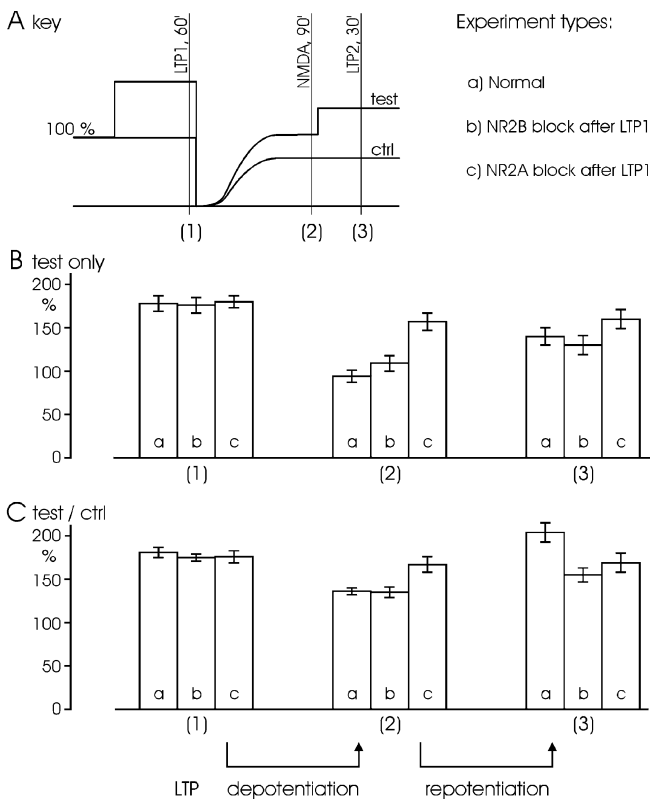 A key
Experiment types:
LTP1, 60'
NMDA, 90'
LTP2, 30'
a) Normal
100 %
test
b) NR2B block after LTP1
ctrl
c) NR2A block after LTP1
(1) (2) (3)
B test only
200
%
150
100
50
0
a b c a b c a b c
(1) (2) (3)
C test / ctrl
200
%
150
100
50
0
a b c a b c a b c
(1) (2) (3)
LTP depotentiation repotentiation